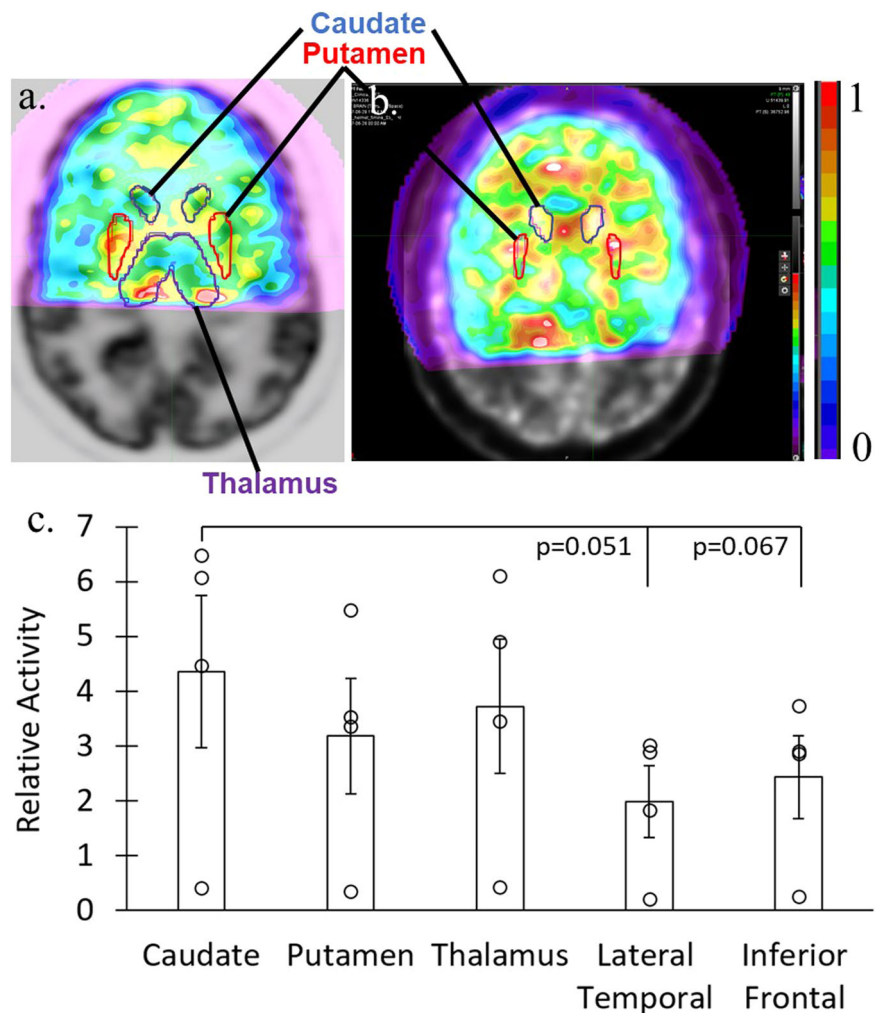 Caudate
Putamen
a.
b.
1
0
Thalamus
c.
7
6
5
4
3
2
1
0
Relative Activity
p=0.051
p=0.067
Caudate
Putamen
Thalamus
Lateral
Temporal
Inferior
Frontal